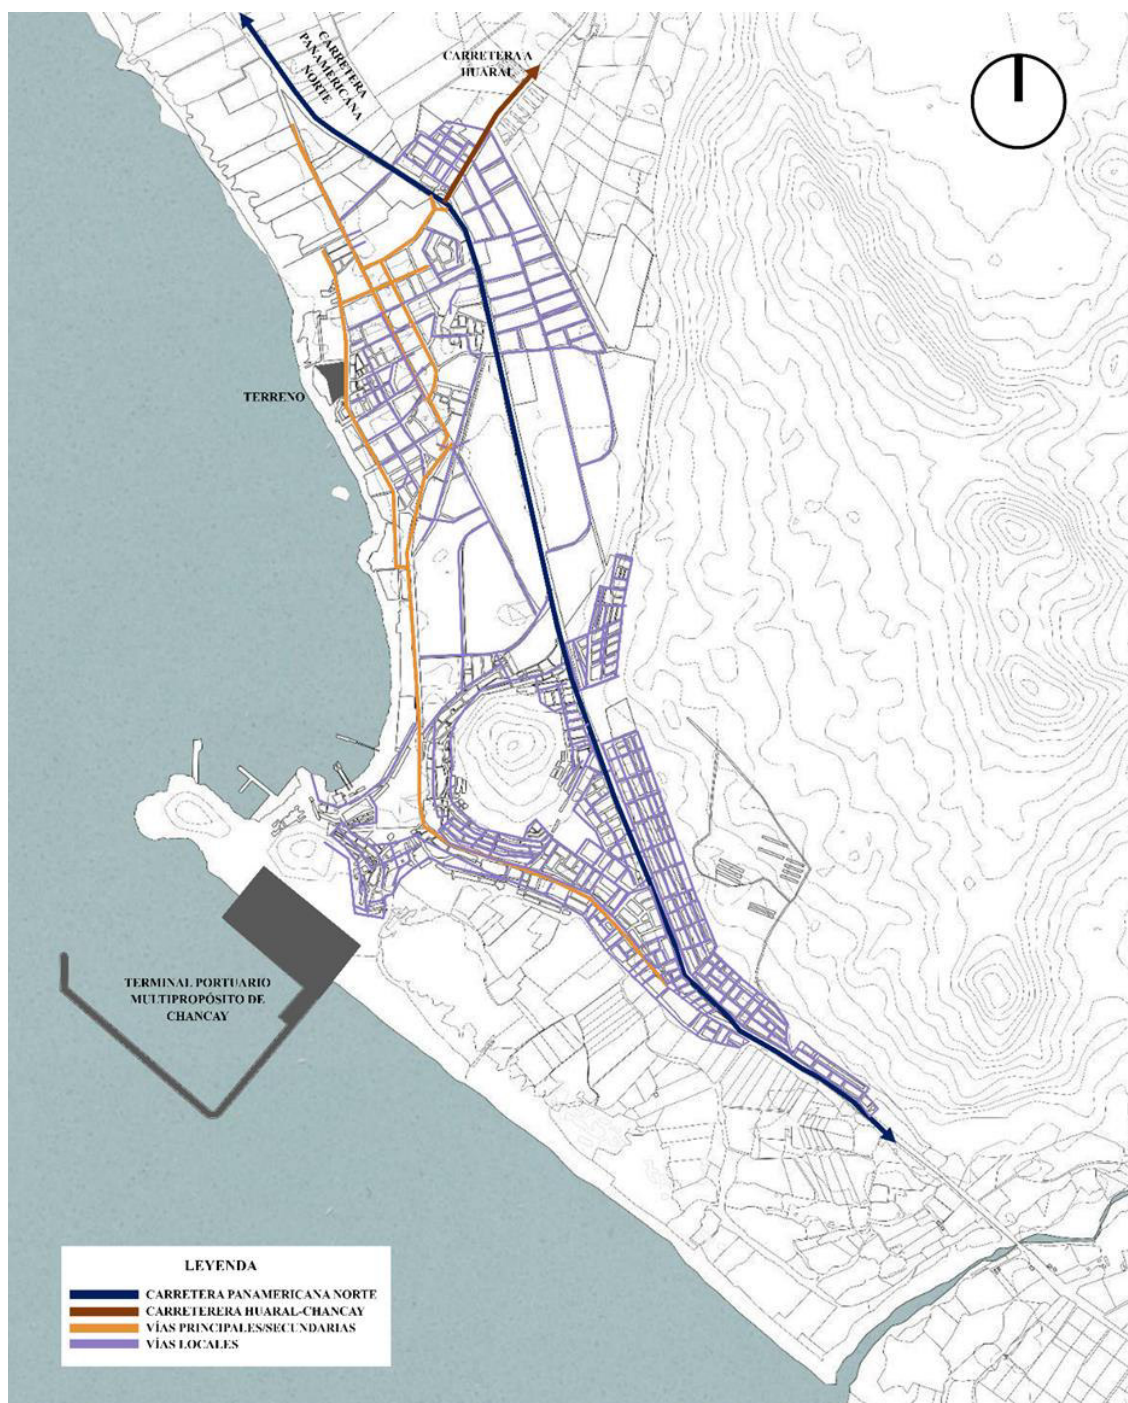 CARRETERA
PANAMERICANA
NORTE
CARRETERA A
HUARAL
TERRENO
TERMINAL PORTUARIO
MULTIPROPÓSITO DE
CHANCAY
LEYENDA
CARRETERA PANAMERICANA NORTE
CARRETERERA HUARAL-CHANCAY
VÍAS PRINCIPALES/SECUNDARIAS
VÍAS LOCALES